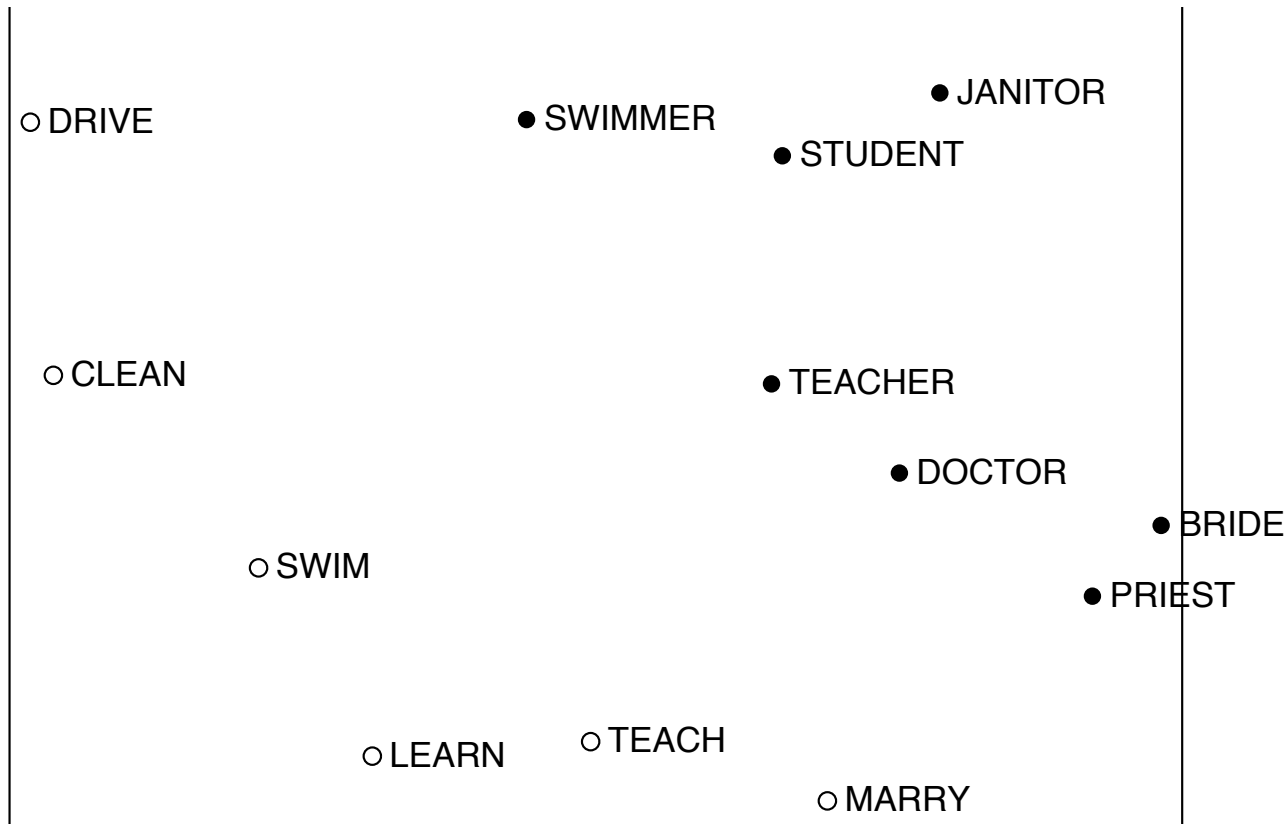 JANITOR
DRIVE
SWIMMER
STUDENT
CLEAN
TEACHER
DOCTOR
BRIDE
SWIM
PRIEST
TEACH
LEARN
MARRY